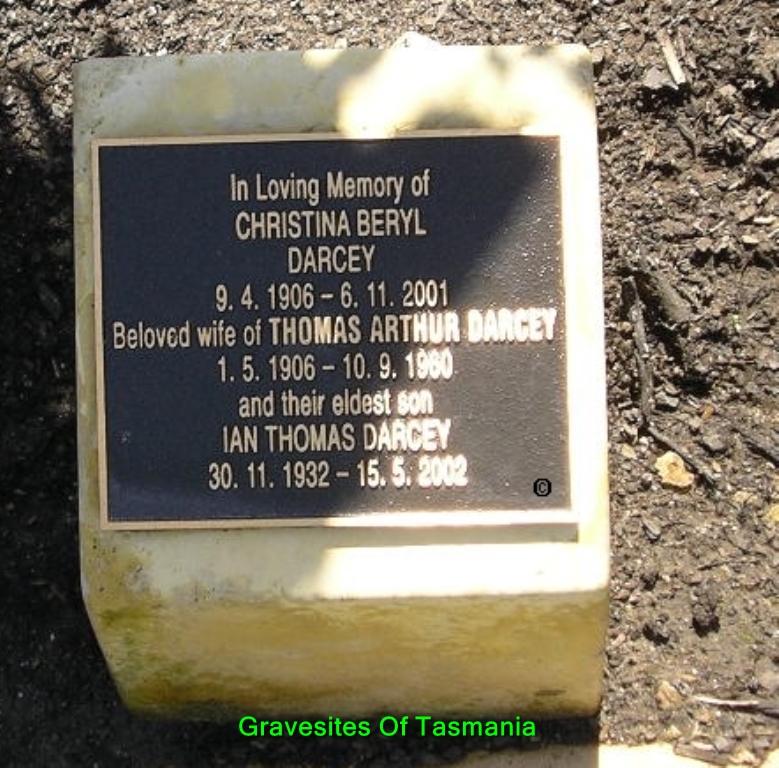 In Loving Memory of
CHRISTINA BERYL
DARCEY
9. 4. 1906 – 6. 11. 2001
Beloved wife of THOMAS ARTHUR DARCEY
1. 5. 1906 – 10. 9. 1960
and their eldest son
IAN THOMAS DARCEY
30. 11. 1932 – 15. 5. 2002
©
Gravesites Of Tasmania